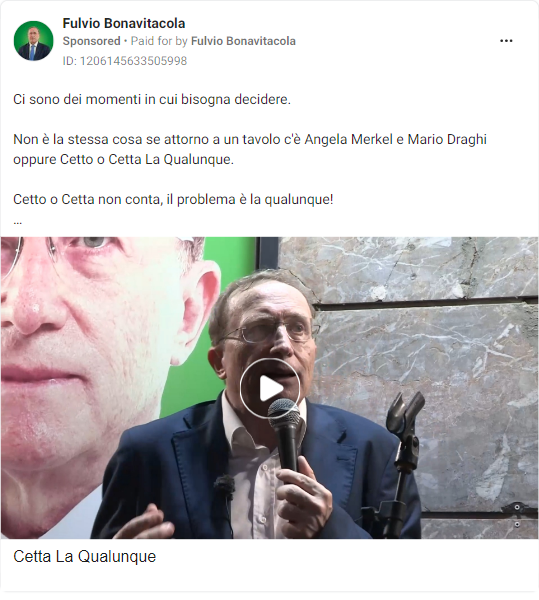 Fulvio Bonavitacola
Sponsored • Paid for by Fulvio Bonavitacola
ID: 1206145633505998
Ci sono dei momenti in cui bisogna decidere.
Non è la stessa cosa se attorno a un tavolo c'è Angela Merkel e Mario Draghi
oppure Cetto o Cetta La Qualunque.
Cetto o Cetta non conta, il problema è la qualunque!
...
Cetta La Qualunque